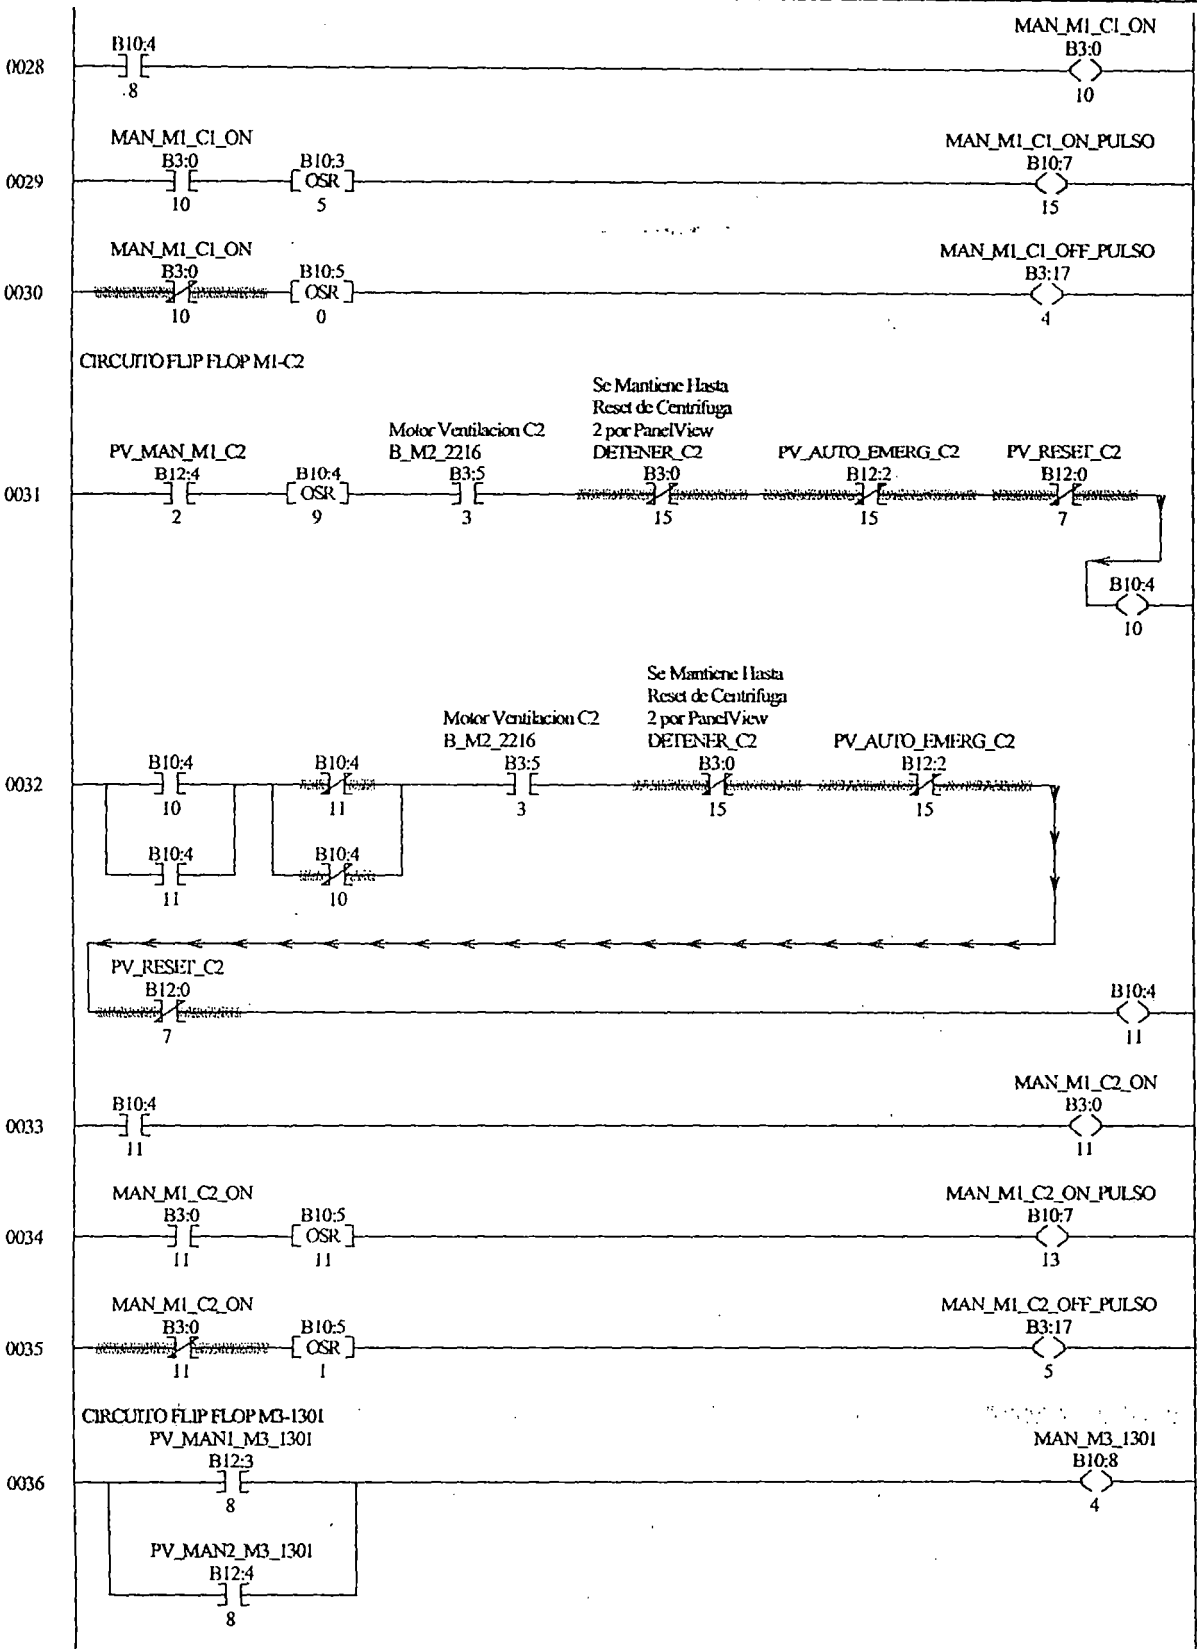 MAN_M1_C1_ON
B10:4 B3:0
0028
8 10
MAN_M1_C1_ON MAN_M1_C1_ON_PULSO
B3:0 B10:3 B10:7
0029 OSR
10 5 15
MAN_M1_C1_ON MAN_M1_C1_OFF_PULSO
B3:0 B10:5 B3:17
0030 OSR
10 0 4
CIRCUITO FLIP FLOP M1-C2
Se Mantiene Hasta
Reset de Centrifuga
Motor Ventilacion C2 2 por PanelView
PV_MAN_M1_C2 B_M2_2216 DETENER_C2 PV_AUTO_EMERG_C2 PV_RESET_C2
B12:4 B10:4 B3:5 B3:0 B12:2 B12:0
0031 OSR
2 9 3 15 15 7
B10:4
10
Se Mantiene Hasta
Reset de Centrifuga
Motor Ventilacion C2 2 por PanelView
B_M2_2216 DETENER_C2 PV_AUTO_EMERG_C2
B10:4 B10:4 B3:5 B3:0 B12:2
0032
10 11 3 15 15
B10:4 B10:4
11 10
PV_RESET_C2
B12:0 B10:4
7 11
MAN_M1_C2_ON
B10:4 B3:0
0033
11 11
MAN_M1_C2_ON MAN_M1_C2_ON_PULSO
B3:0 B10:5 B10:7
0034 OSR
11 11 13
MAN_M1_C2_ON MAN_M1_C2_OFF_PULSO
B3:0 B10:5 B3:17
0035 OSR
11 1 5
CIRCUITO FLIP FLOP M3-1301
PV_MAN1_M3_1301 MAN_M3_1301
B12:3 B10:8
0036
8 4
PV_MAN2_M3_1301
B12:4
8